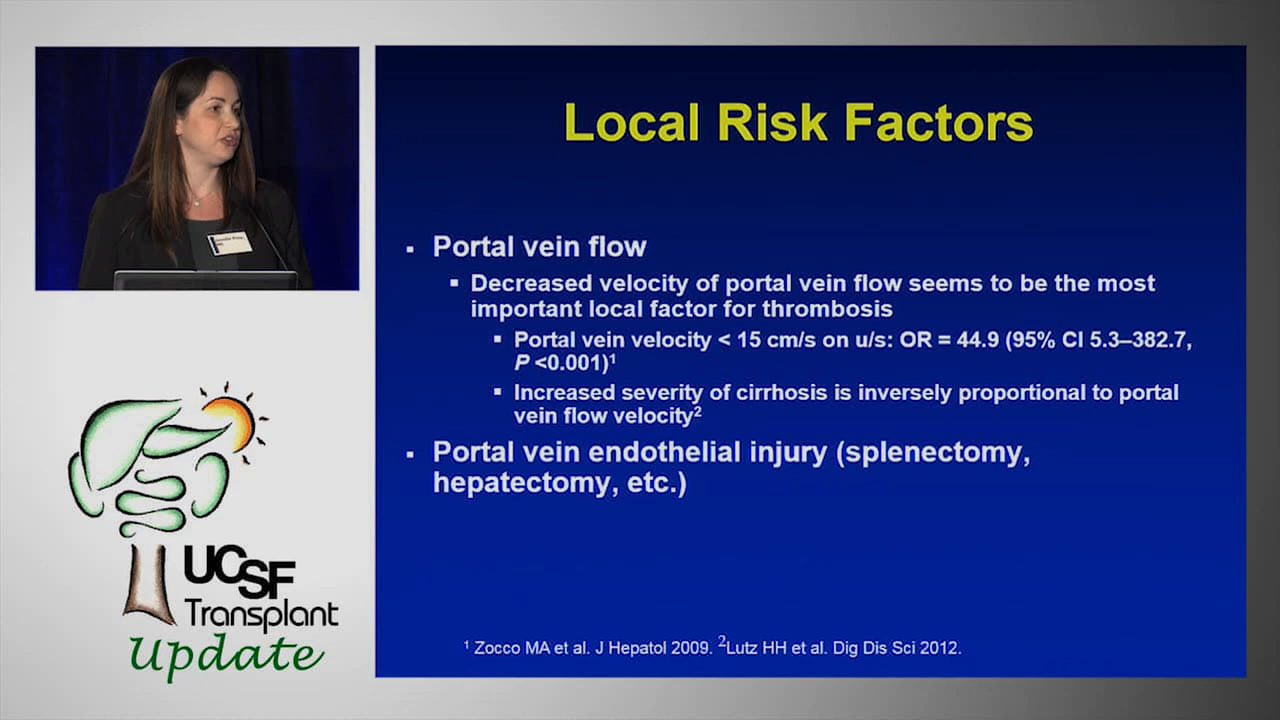 Local Risk Factors
▪ Portal vein flow
▪ Decreased velocity of portal vein flow seems to be the most
important local factor for thrombosis
▪ Portal vein velocity < 15 cm/s on u/s: OR = 44.9 (95% CI 5.3–382.7,
P <0.001)¹
▪ Increased severity of cirrhosis is inversely proportional to portal
vein flow velocity²
▪ Portal vein endothelial injury (splenectomy,
hepatectomy, etc.)
¹ Zocco MA et al. J Hepatol 2009. ²Lutz HH et al. Dig Dis Sci 2012.
UCSF
Transplant
Update